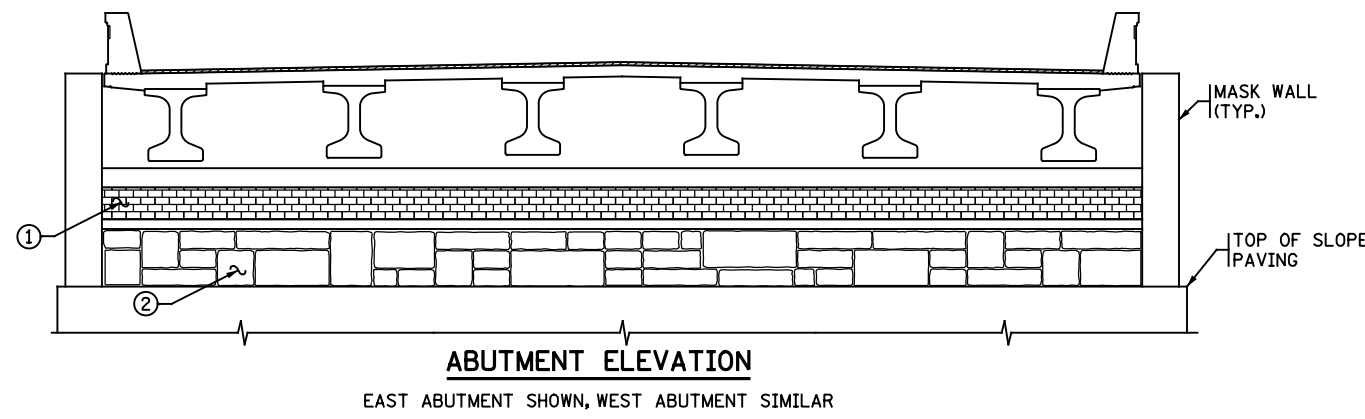 MASK WALL
(TYP.)
1
TOP OF SLOPE
PAVING
2
ABUTMENT ELEVATION
EAST ABUTMENT SHOWN, WEST ABUTMENT SIMILAR